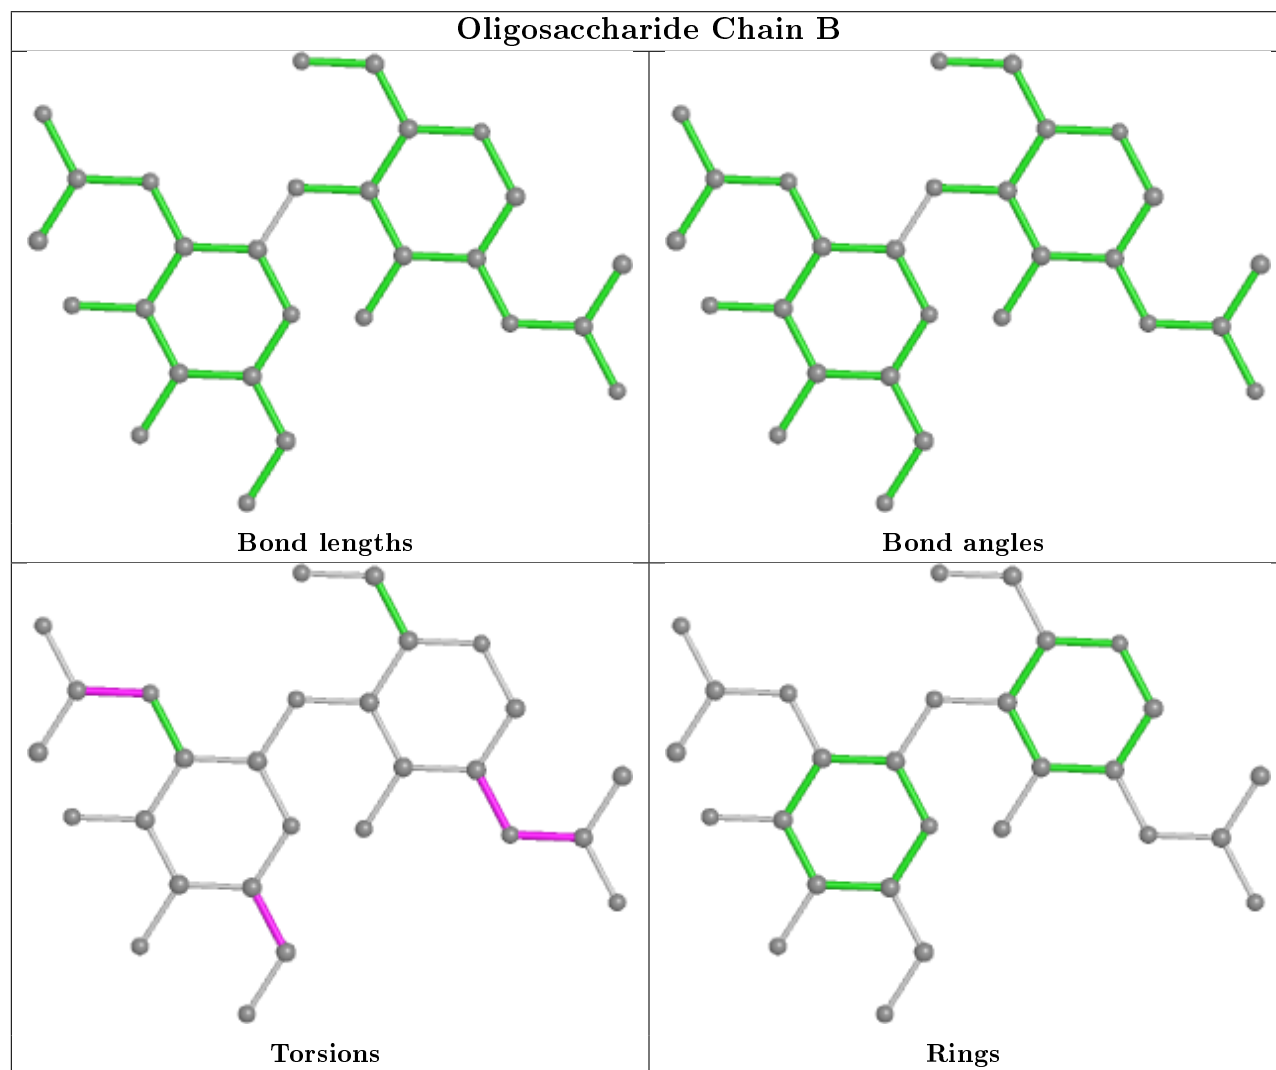 Oligosaccharide Chain B
Bond lengths
Bond angles
Torsions
Rings